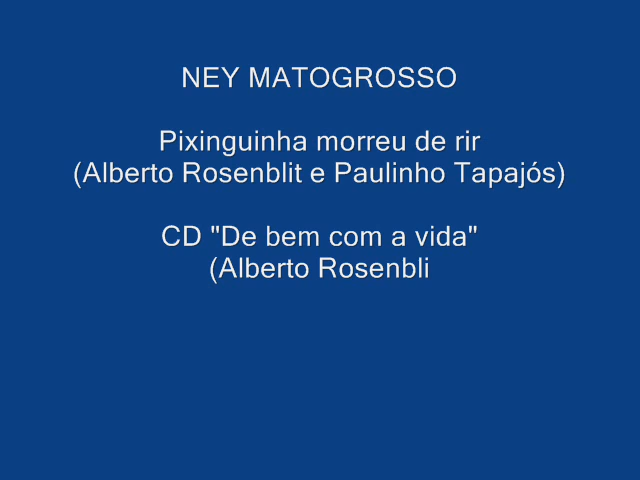 NEY MATOGROSSO
Pixinguinha morreu de rir
(Alberto Rosenblit e Paulinho Tapajós)
CD "De bem com a vida"
(Alberto Rosenbli